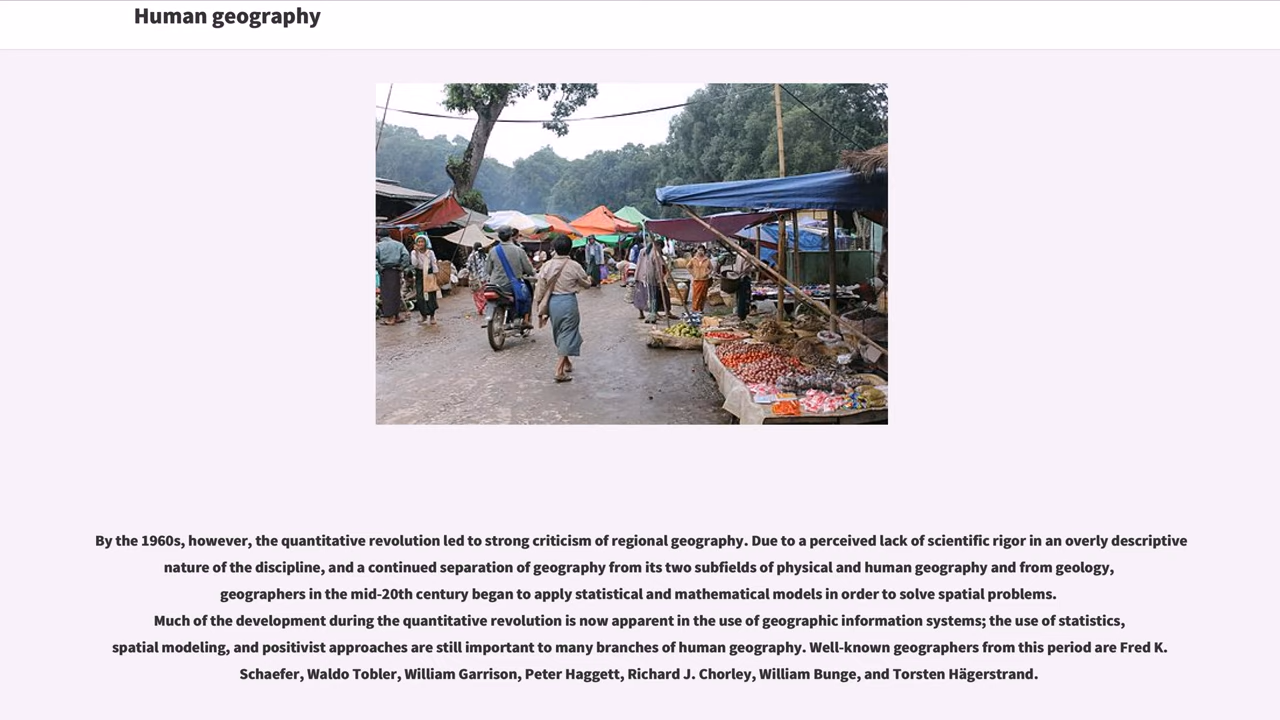 Human geography
By the 1960s, however, the quantitative revolution led to strong criticism of regional geography. Due to a perceived lack of scientific rigor in an overly descriptive
nature of the discipline, and a continued separation of geography from its two subfields of physical and human geography and from geology,
geographers in the mid-20th century began to apply statistical and mathematical models in order to solve spatial problems.
Much of the development during the quantitative revolution is now apparent in the use of geographic information systems; the use of statistics,
spatial modeling, and positivist approaches are still important to many branches of human geography. Well-known geographers from this period are Fred K.
Schaefer, Waldo Tobler, William Garrison, Peter Haggett, Richard J. Chorley, William Bunge, and Torsten Hägerstrand.